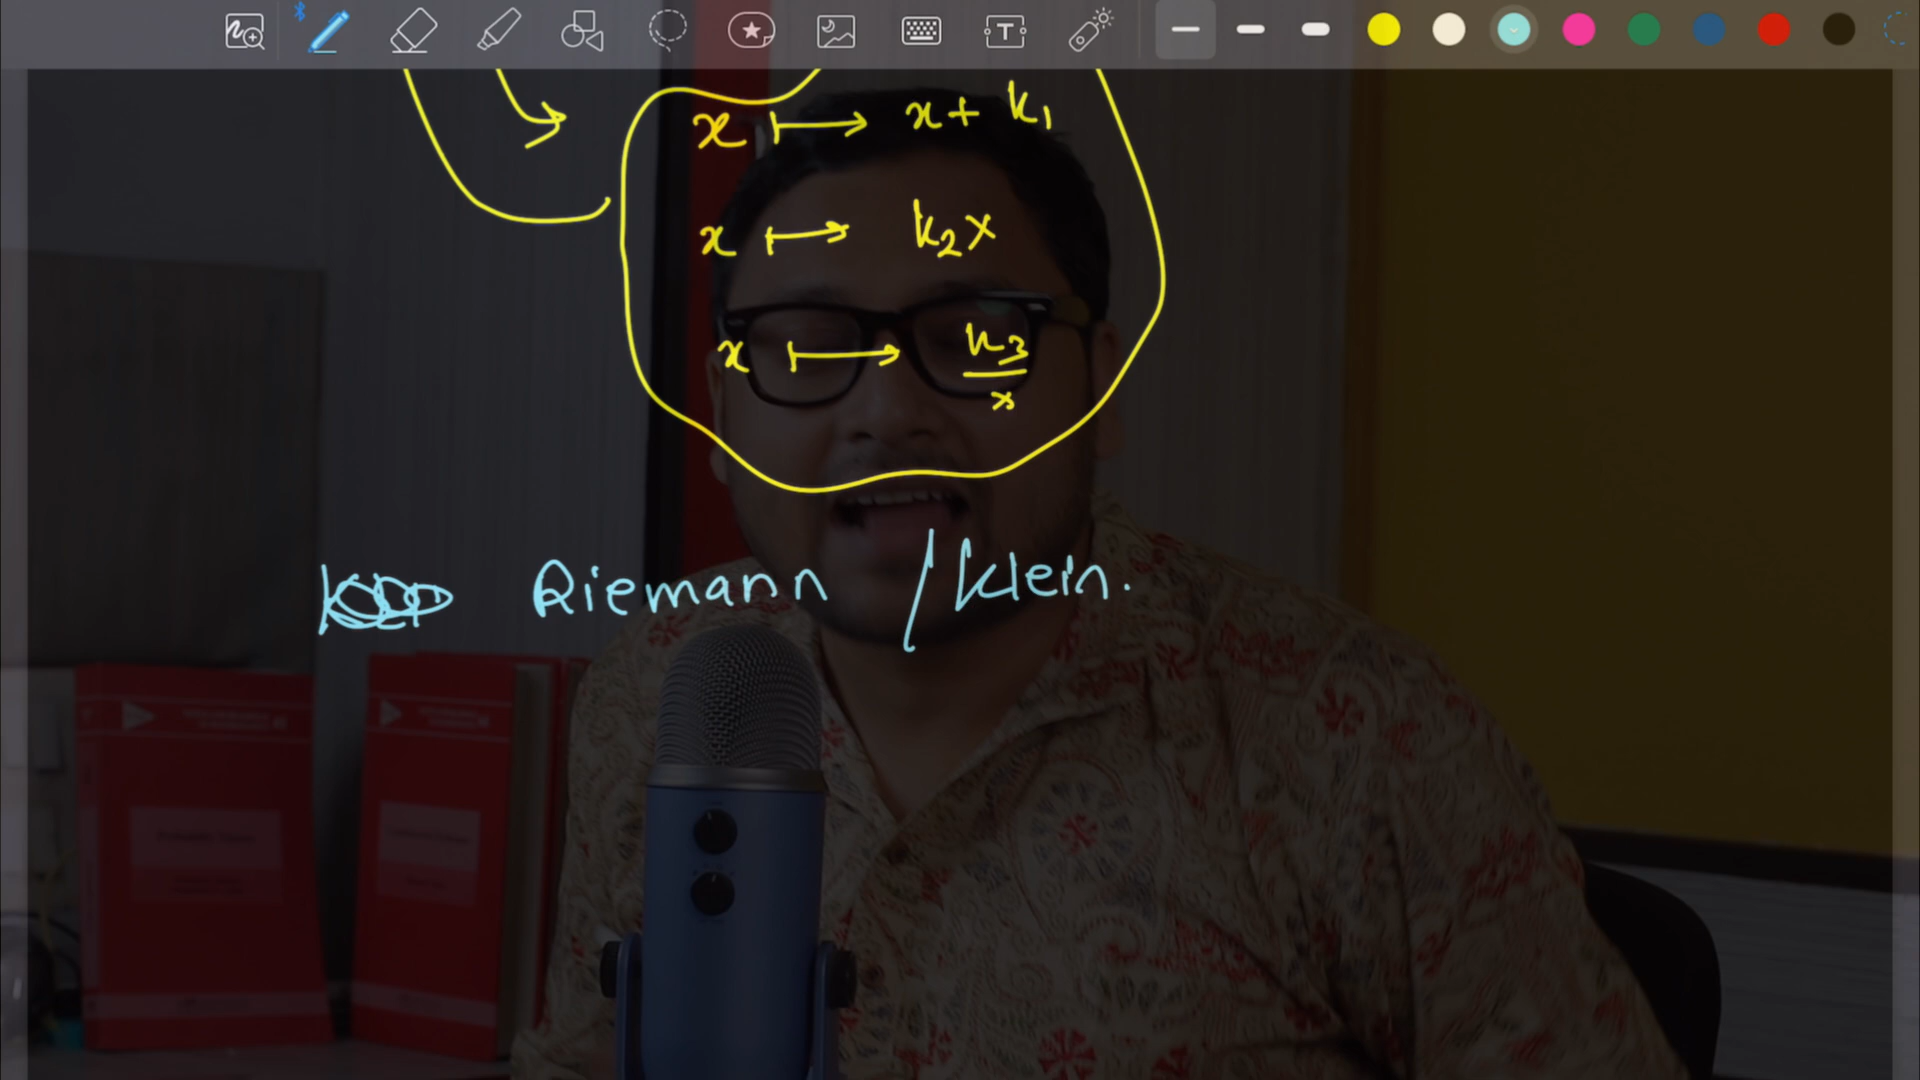 x ↦ x + k₁
x ↦ k₂x
x ↦ k₃/x
Riemann / Klein.